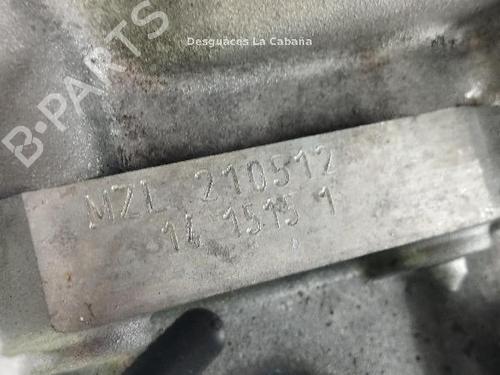 Desguaces La Cabaña
B-PARTS
MZL 210512
14 1515 1